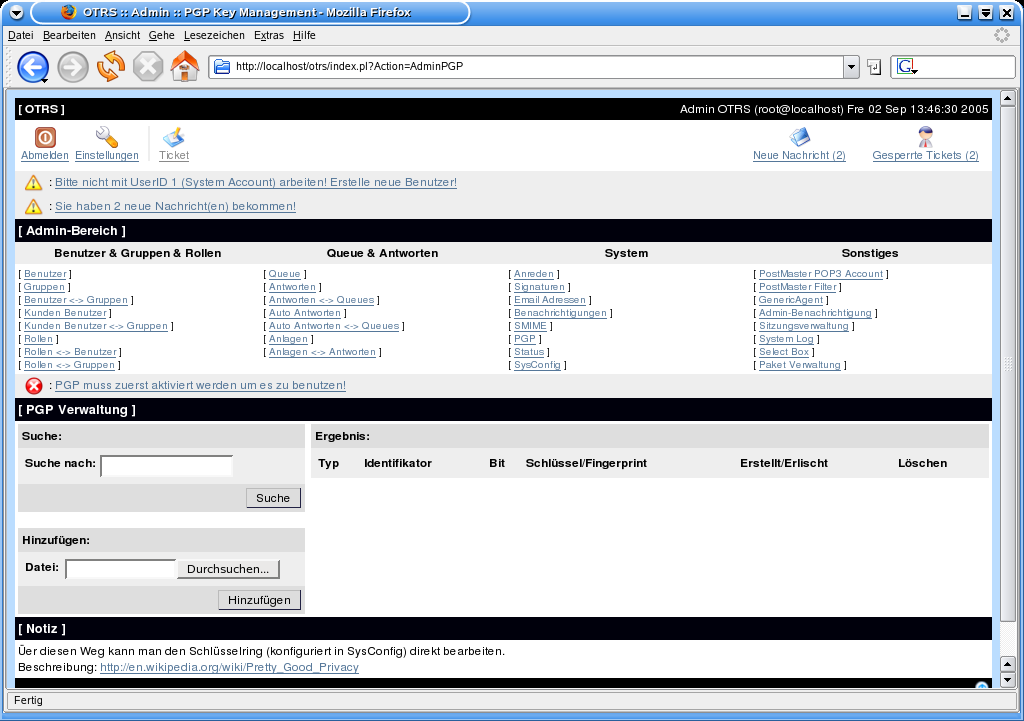 OTRS :: Admin :: PGP Key Management - Mozilla Firefox
Datei Bearbeiten Ansicht Gehe Lesezeichen Extras Hilfe
http://localhost/otrs/index.pl?Action=AdminPGP
G
[ OTRS ] Admin OTRS (root@localhost) Fre 02 Sep 13:46:30 2005
Abmelden Einstellungen Ticket Neue Nachricht (2) Gesperrte Tickets (2)
: Bitte nicht mit UserID 1 (System Account) arbeiten! Erstelle neue Benutzer!
: Sie haben 2 neue Nachricht(en) bekommen!
[ Admin-Bereich ]
Benutzer & Gruppen & Rollen Queue & Antworten System Sonstiges
[ Benutzer ] [ Queue ] [ Anreden ] [ PostMaster POP3 Account ]
[ Gruppen ] [ Antworten ] [ Signaturen ] [ PostMaster Filter ]
[ Benutzer <-> Gruppen ] [ Antworten <-> Queues ] [ Email Adressen ] [ GenericAgent ]
[ Kunden Benutzer ] [ Auto Antworten ] [ Benachrichtigungen ] [ Admin-Benachrichtigung ]
[ Kunden Benutzer <-> Gruppen ] [ Auto Antworten <-> Queues ] [ SMIME ] [ Sitzungsverwaltung ]
[ Rollen ] [ Anlagen ] [ PGP ] [ System Log ]
[ Rollen <-> Benutzer ] [ Anlagen <-> Antworten ] [ Status ] [ Select Box ]
[ Rollen <-> Gruppen ] [ SysConfig ] [ Paket Verwaltung ]
: PGP muss zuerst aktiviert werden um es zu benutzen!
[ PGP Verwaltung ]
Suche: Ergebnis:
Suche nach: Typ Identifikator Bit Schlüssel/Fingerprint Erstellt/Erlischt Löschen
Suche
Hinzufügen:
Datei: Durchsuchen...
Hinzufügen
[ Notiz ]
Üer diesen Weg kann man den Schlüsselring (konfiguriert in SysConfig) direkt bearbeiten.
Beschreibung: http://en.wikipedia.org/wiki/Pretty_Good_Privacy
Fertig